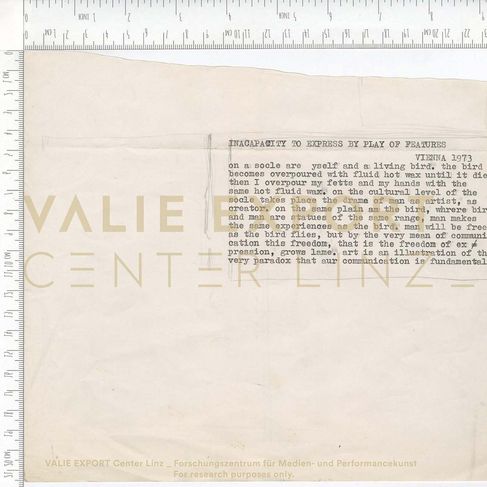 INACAPACITY TO EXPRESS BY PLAY OF FEATURES
VIENNA 1973
on a socle are yself and a living bird. the bird
becomes overpoured with fluid hot wax until it die
then I overpour my fetts and my hands with the
same hot fluid wax. on the cultural level of the
socle takes place the drama of man as artist, as
creator. on the same plain as the bird, whrere bir
and man are statues of the same range, man makes
the same experiences as the bird. man will be free
as the bird flies, but by the very mean of communi
cation this freedom, that is the freedom of ex
pression, grows lame. art is an illustration of th
very paradox that aur communication is fundamental
VALIE EXPORT
CENTER LINZ_
VALIE EXPORT Center Linz _ Forschungszentrum für Medien- und Performancekunst
For research purposes only.